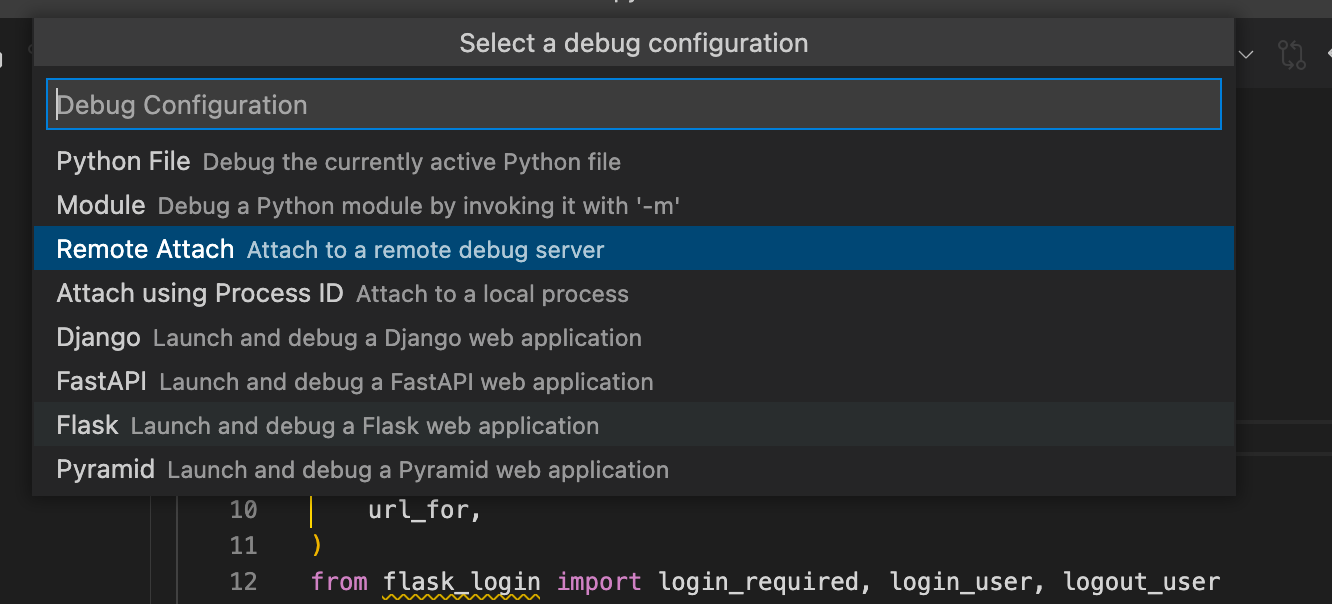 Select a debug configuration
Debug Configuration
Python File Debug the currently active Python file
Module Debug a Python module by invoking it with '-m'
Remote Attach Attach to a remote debug server
Attach using Process ID Attach to a local process
Django Launch and debug a Django web application
FastAPI Launch and debug a FastAPI web application
Flask Launch and debug a Flask web application
Pyramid Launch and debug a Pyramid web application
10 url_for,
11 )
12 from flask_login import login_required, login_user, logout_user